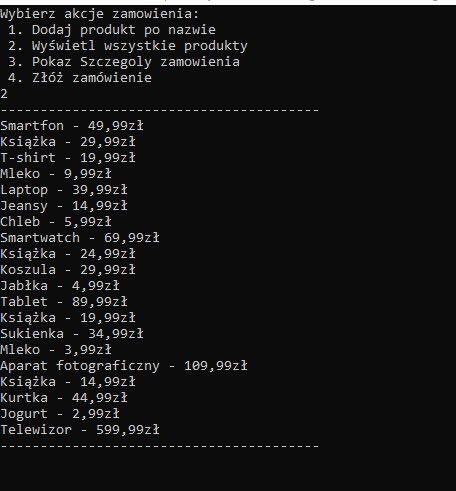 Wybierz akcje zamowienia:
1. Dodaj produkt po nazwie
2. Wyświetl wszystkie produkty
3. Pokaz Szczegoly zamowienia
4. Złóż zamówienie
2
----------------------------------------
Smartfon - 49,99zł
Książka - 29,99zł
T-shirt - 19,99zł
Mleko - 9,99zł
Laptop - 39,99zł
Jeansy - 14,99zł
Chleb - 5,99zł
Smartwatch - 69,99zł
Książka - 24,99zł
Koszula - 29,99zł
Jabłka - 4,99zł
Tablet - 89,99zł
Książka - 19,99zł
Sukienka - 34,99zł
Mleko - 3,99zł
Aparat fotograficzny - 109,99zł
Książka - 14,99zł
Kurtka - 44,99zł
Jogurt - 2,99zł
Telewizor - 599,99zł
----------------------------------------